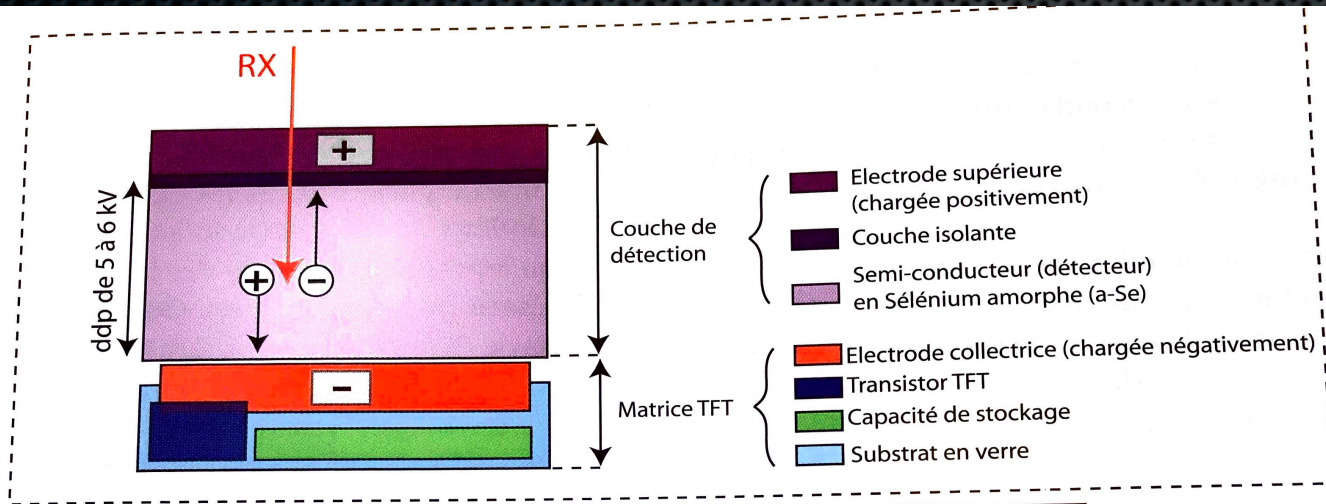 RX
+
ddp de 5 à 6 kV
+
−
−
Couche de
détection
Matrice TFT
Electrode supérieure
(chargée positivement)
Couche isolante
Semi-conducteur (détecteur)
en Sélénium amorphe (a-Se)
Electrode collectrice (chargée négativement)
Transistor TFT
Capacité de stockage
Substrat en verre